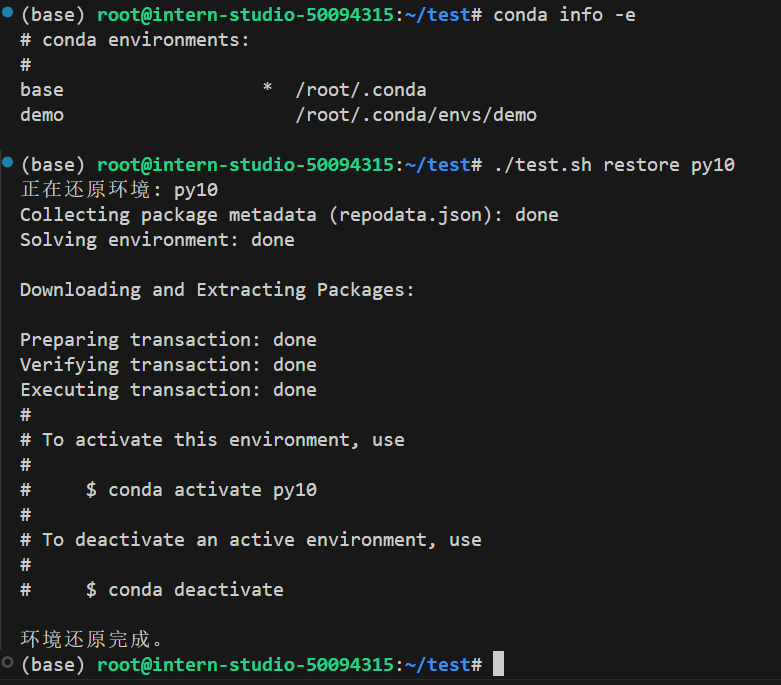 (base) root@intern-studio-50094315:~/test# conda info -e
# conda environments:
#
base                  *  /root/.conda
demo                     /root/.conda/envs/demo
(base) root@intern-studio-50094315:~/test# ./test.sh restore py10
正在还原环境: py10
Collecting package metadata (repodata.json): done
Solving environment: done
Downloading and Extracting Packages:
Preparing transaction: done
Verifying transaction: done
Executing transaction: done
#
# To activate this environment, use
#
#     $ conda activate py10
#
# To deactivate an active environment, use
#
#     $ conda deactivate
环境还原完成。
(base) root@intern-studio-50094315:~/test#